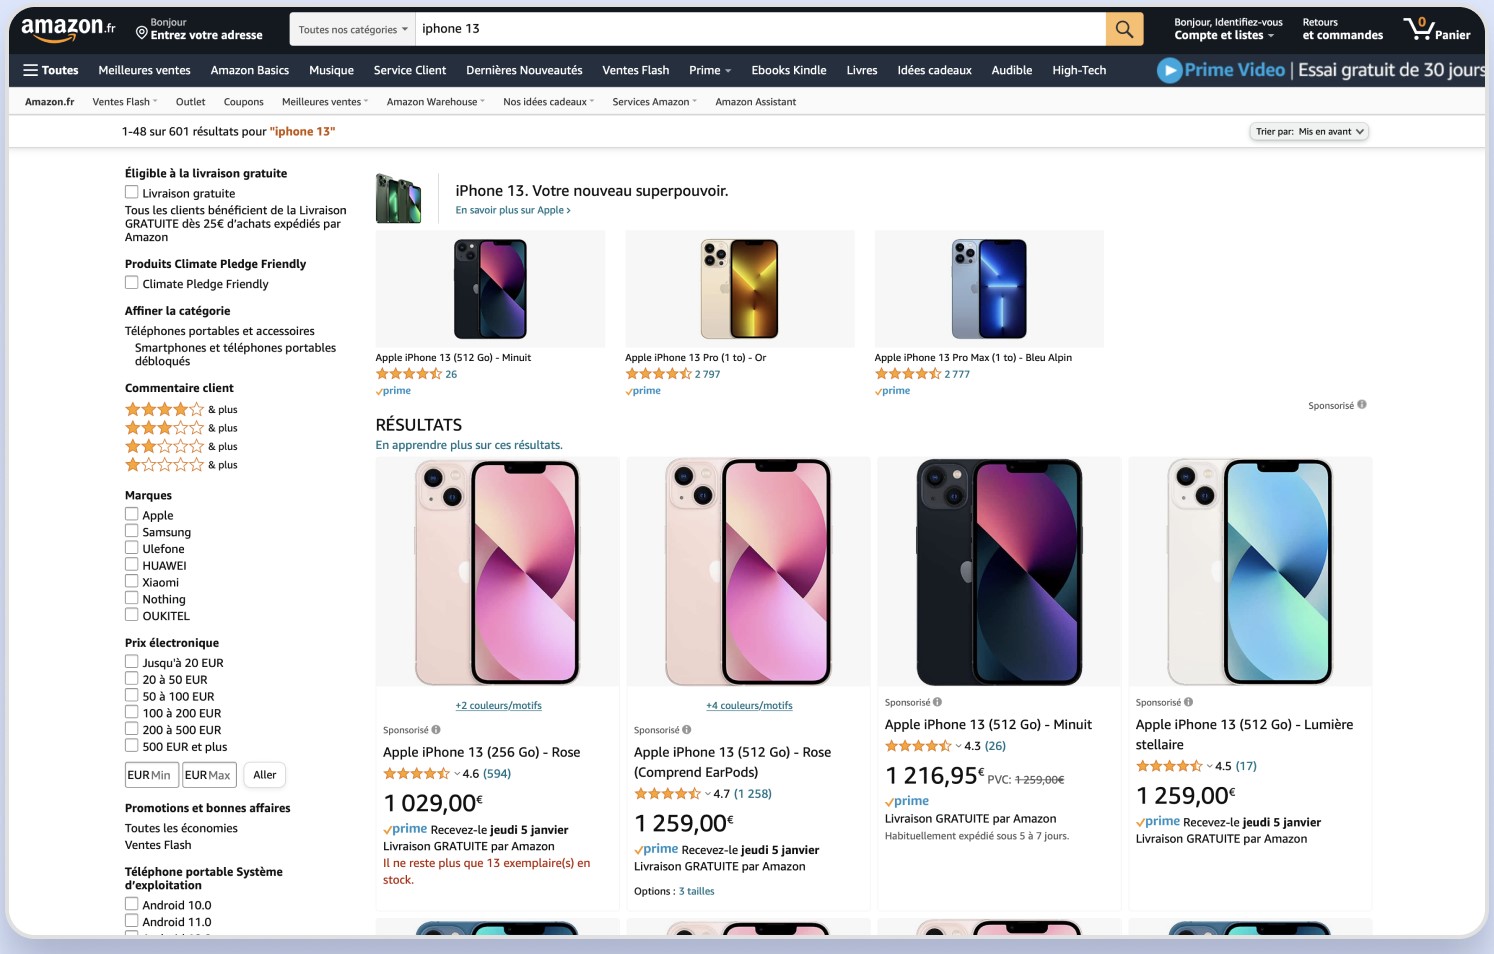 amazon.fr
Bonjour
Entrez votre adresse
Toutes nos catégories
iphone 13
Bonjour, Identifiez-vous
Compte et listes
Retours
et commandes
0
Panier
Toutes
Meilleures ventes
Amazon Basics
Musique
Service Client
Dernières Nouveautés
Ventes Flash
Prime
Ebooks Kindle
Livres
Idées cadeaux
Audible
High-Tech
Prime Video | Essai gratuit de 30 jours
Amazon.fr
Ventes Flash
Outlet
Coupons
Meilleures ventes
Amazon Warehouse
Nos idées cadeaux
Services Amazon
Amazon Assistant
1-48 sur 601 résultats pour "iphone 13"
Trier par: Mis en avant
Éligible à la livraison gratuite
Livraison gratuite
Tous les clients bénéficient de la Livraison
GRATUITE dès 25€ d'achats expédiés par
Amazon
Produits Climate Pledge Friendly
Climate Pledge Friendly
Affiner la catégorie
Téléphones portables et accessoires
Smartphones et téléphones portables
débloqués
Commentaire client
& plus
& plus
& plus
& plus
Marques
Apple
Samsung
Ulefone
HUAWEI
Xiaomi
Nothing
OUKITEL
Prix électronique
Jusqu'à 20 EUR
20 à 50 EUR
50 à 100 EUR
100 à 200 EUR
200 à 500 EUR
500 EUR et plus
EUR Min
EUR Max
Aller
Promotions et bonnes affaires
Toutes les économies
Ventes Flash
Téléphone portable Système
d'exploitation
Android 10.0
Android 11.0
iPhone 13. Votre nouveau superpouvoir.
En savoir plus sur Apple ›
Apple iPhone 13 (512 Go) - Minuit
26
prime
Apple iPhone 13 Pro (1 to) - Or
2 797
prime
Apple iPhone 13 Pro Max (1 to) - Bleu Alpin
2 777
prime
Sponsorisé
RÉSULTATS
En apprendre plus sur ces résultats.
+2 couleurs/motifs
Sponsorisé
Apple iPhone 13 (256 Go) - Rose
4.6 (594)
1 029,00€
prime Recevez-le jeudi 5 janvier
Livraison GRATUITE par Amazon
Il ne reste plus que 13 exemplaire(s) en
stock.
+4 couleurs/motifs
Sponsorisé
Apple iPhone 13 (512 Go) - Rose
(Comprend EarPods)
4.7 (1 258)
1 259,00€
prime Recevez-le jeudi 5 janvier
Livraison GRATUITE par Amazon
Options : 3 tailles
Sponsorisé
Apple iPhone 13 (512 Go) - Minuit
4.3 (26)
1 216,95€ PVC: 1 259,00€
prime
Livraison GRATUITE par Amazon
Habituellement expédié sous 5 à 7 jours.
Sponsorisé
Apple iPhone 13 (512 Go) - Lumière
stellaire
4.5 (17)
1 259,00€
prime Recevez-le jeudi 5 janvier
Livraison GRATUITE par Amazon